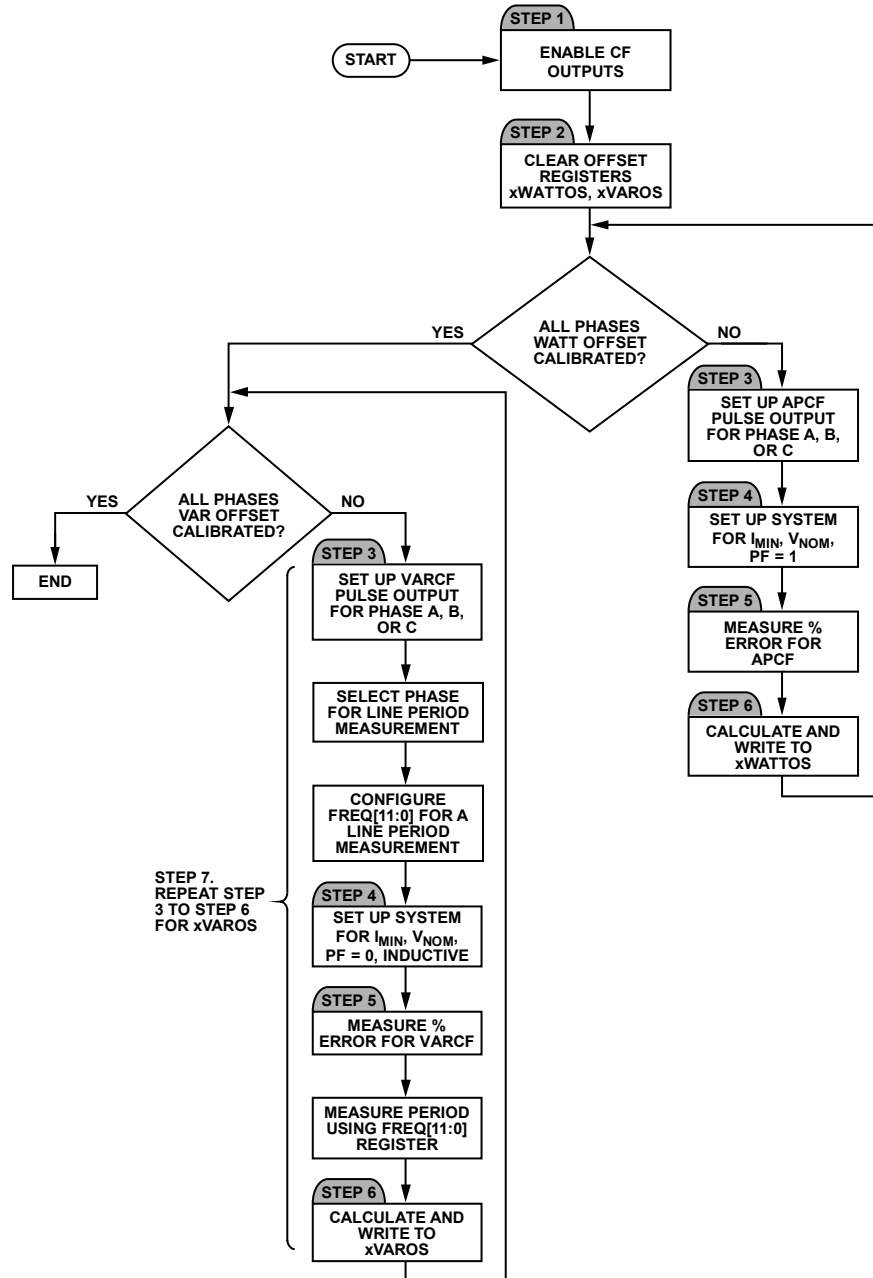 STEP 1
START
ENABLE CF
OUTPUTS
STEP 2
CLEAR OFFSET
REGISTERS
xWATTOS, xVAROS
YES
ALL PHASES
WATT OFFSET
CALIBRATED?
NO
STEP 3
SET UP APCF
PULSE OUTPUT
FOR PHASE A, B,
OR C
STEP 4
SET UP SYSTEM
FOR IMIN, VNOM,
PF = 1
STEP 5
MEASURE %
ERROR FOR
APCF
STEP 6
CALCULATE AND
WRITE TO
xWATTOS
YES
ALL PHASES
VAR OFFSET
CALIBRATED?
NO
END
STEP 3
SET UP VARCF
PULSE OUTPUT
FOR PHASE A, B,
OR C
SELECT PHASE
FOR LINE PERIOD
MEASUREMENT
CONFIGURE
FREQ[11:0] FOR A
LINE PERIOD
MEASUREMENT
STEP 7.
REPEAT STEP
3 TO STEP 6
FOR xVAROS
STEP 4
SET UP SYSTEM
FOR IMIN, VNOM,
PF = 0, INDUCTIVE
STEP 5
MEASURE %
ERROR FOR VARCF
MEASURE PERIOD
USING FREQ[11:0]
REGISTER
STEP 6
CALCULATE AND
WRITE TO
xVAROS